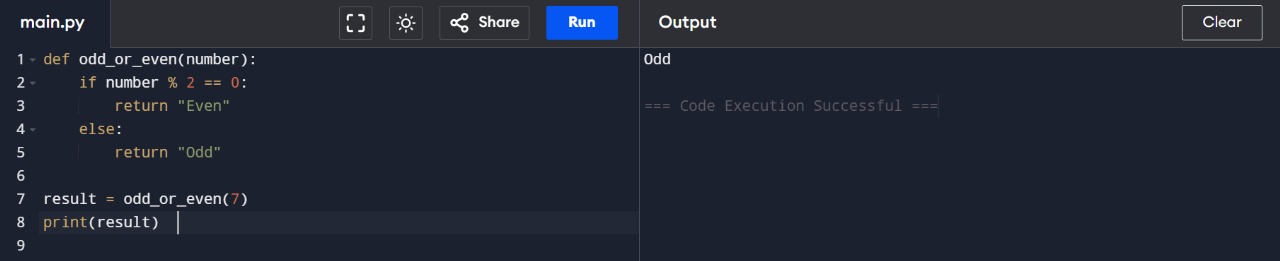 main.py Share Run Output Clear
1 def odd_or_even(number):
2     if number % 2 == 0:
3         return "Even"
4     else:
5         return "Odd"
6
7 result = odd_or_even(7)
8 print(result)
9
Odd
=== Code Execution Successful ===